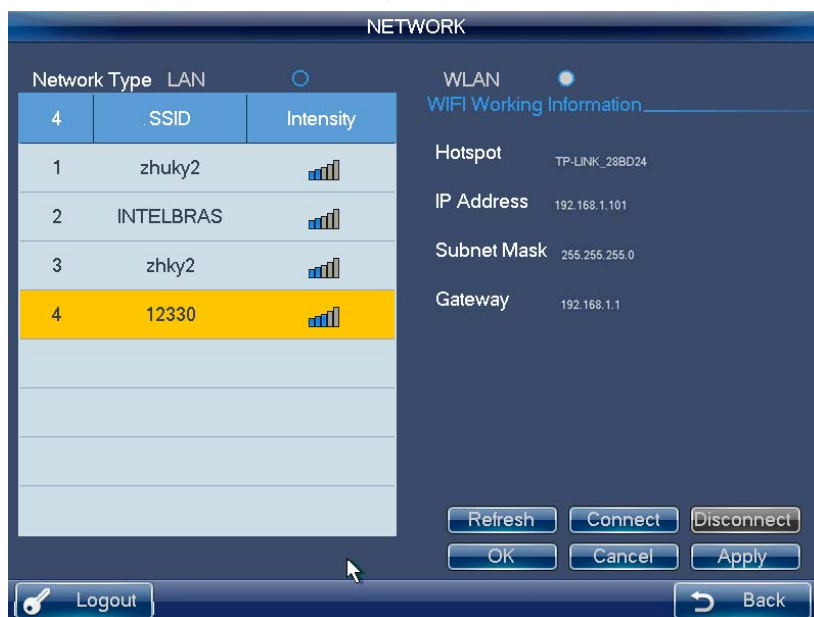 NETWORK
Network Type LAN WLAN
WIFI Working Information
4 SSID Intensity
1 zhuky2
Hotspot TP-LINK_28BD24
2 INTELBRAS
IP Address 192.168.1.101
3 zhky2
Subnet Mask 255.255.255.0
4 12330
Gateway 192.168.1.1
Refresh Connect Disconnect
OK Cancel Apply
Logout Back